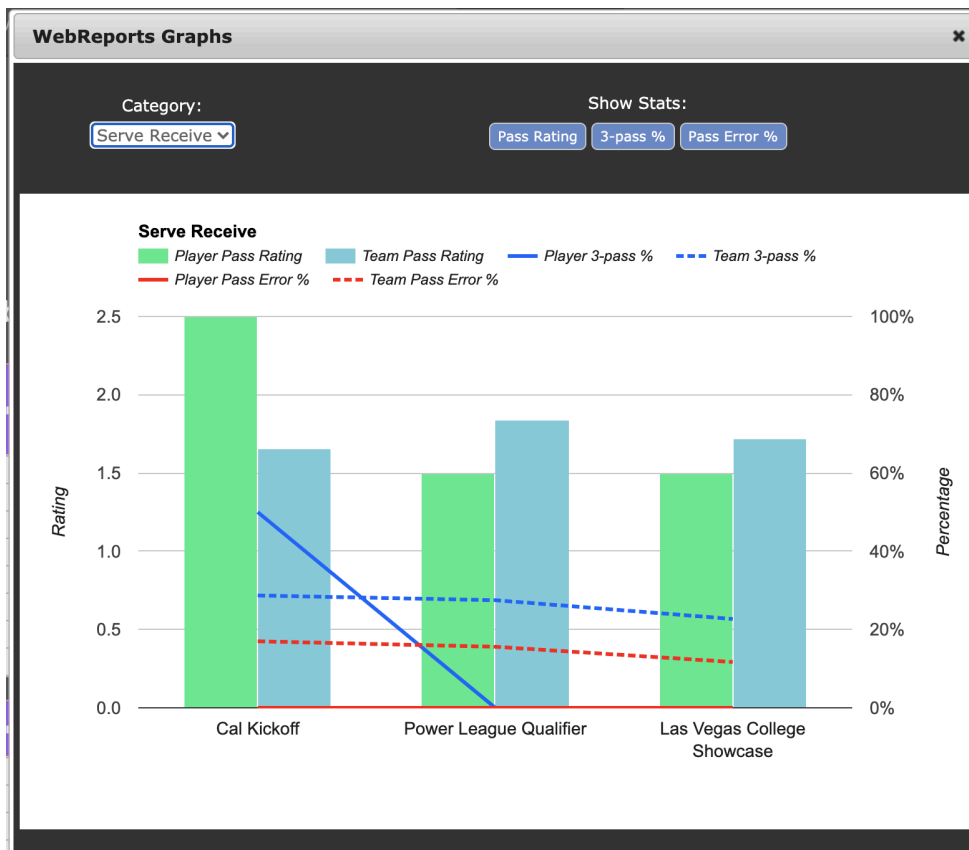 WebReports Graphs ✖
Category: Show Stats:
Serve Receive Pass Rating 3-pass % Pass Error %
Serve Receive
Player Pass Rating Team Pass Rating Player 3-pass % Team 3-pass %
Player Pass Error % Team Pass Error %
2.5 100%
2.0 80%
1.5 60%
Rating Percentage
1.0 40%
0.5 20%
0.0 0%
Cal Kickoff Power League Qualifier Las Vegas College
Showcase